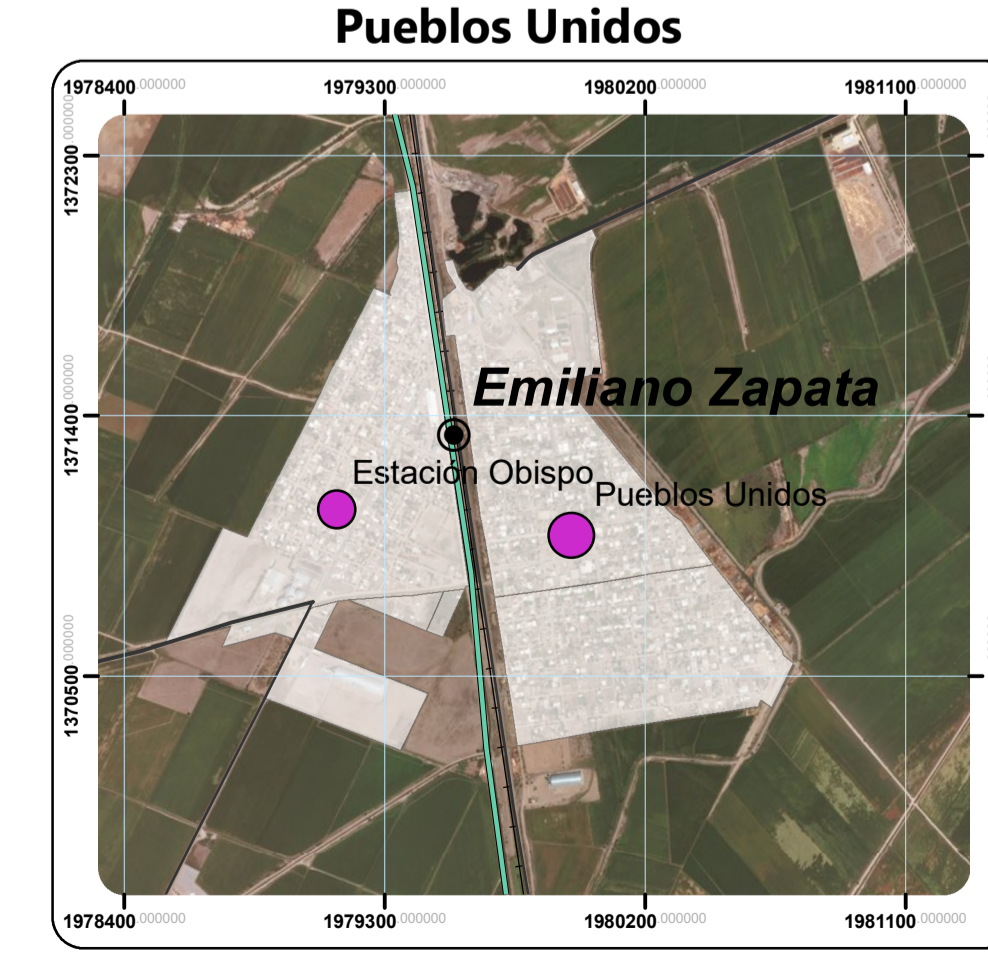 Pueblos Unidos
1978400.000000 1979300.000000 1980200.000000 1981100.000000
1372300.000000
Emiliano Zapata
1371400.000000
Estación Obispo
Pueblos Unidos
1370500.000000
1978400.000000 1979300.000000 1980200.000000 1981100.000000